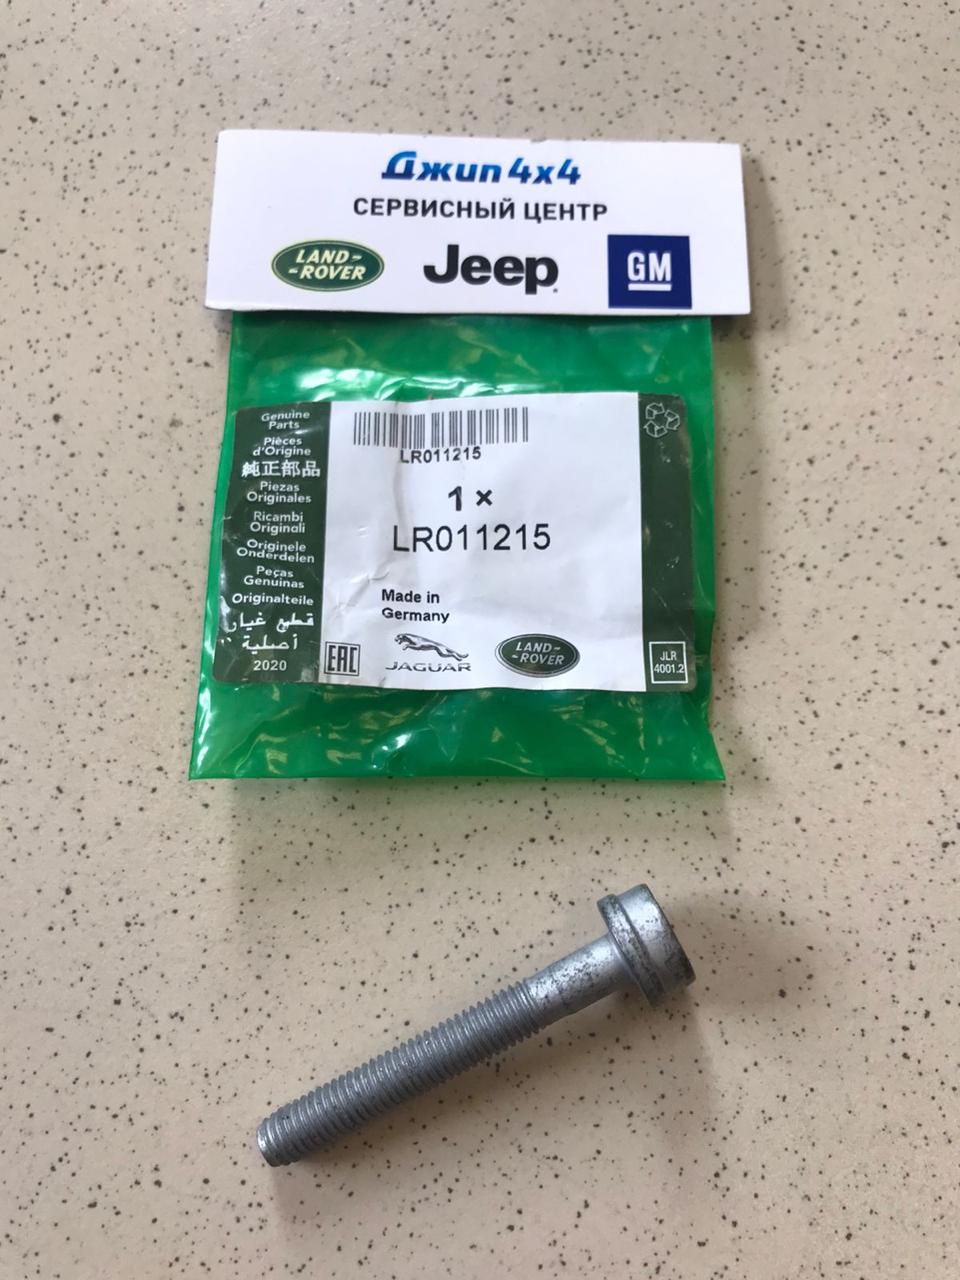 Джип 4x4
СЕРВИСНЫЙ ЦЕНТР
LAND-
-ROVER
Jeep
GM
Genuine
Parts
Pièces
d'Origine
純正部品
Piezas
Originales
Ricambi
Originali
Originele
Onderdelen
Peças
Genuinas
Originalteile
قطع غيار
أصلية
2020
LR011215
1 ×
LR011215
Made in
Germany
EAC
JAGUAR
LAND-
-ROVER
JLR
4001.2